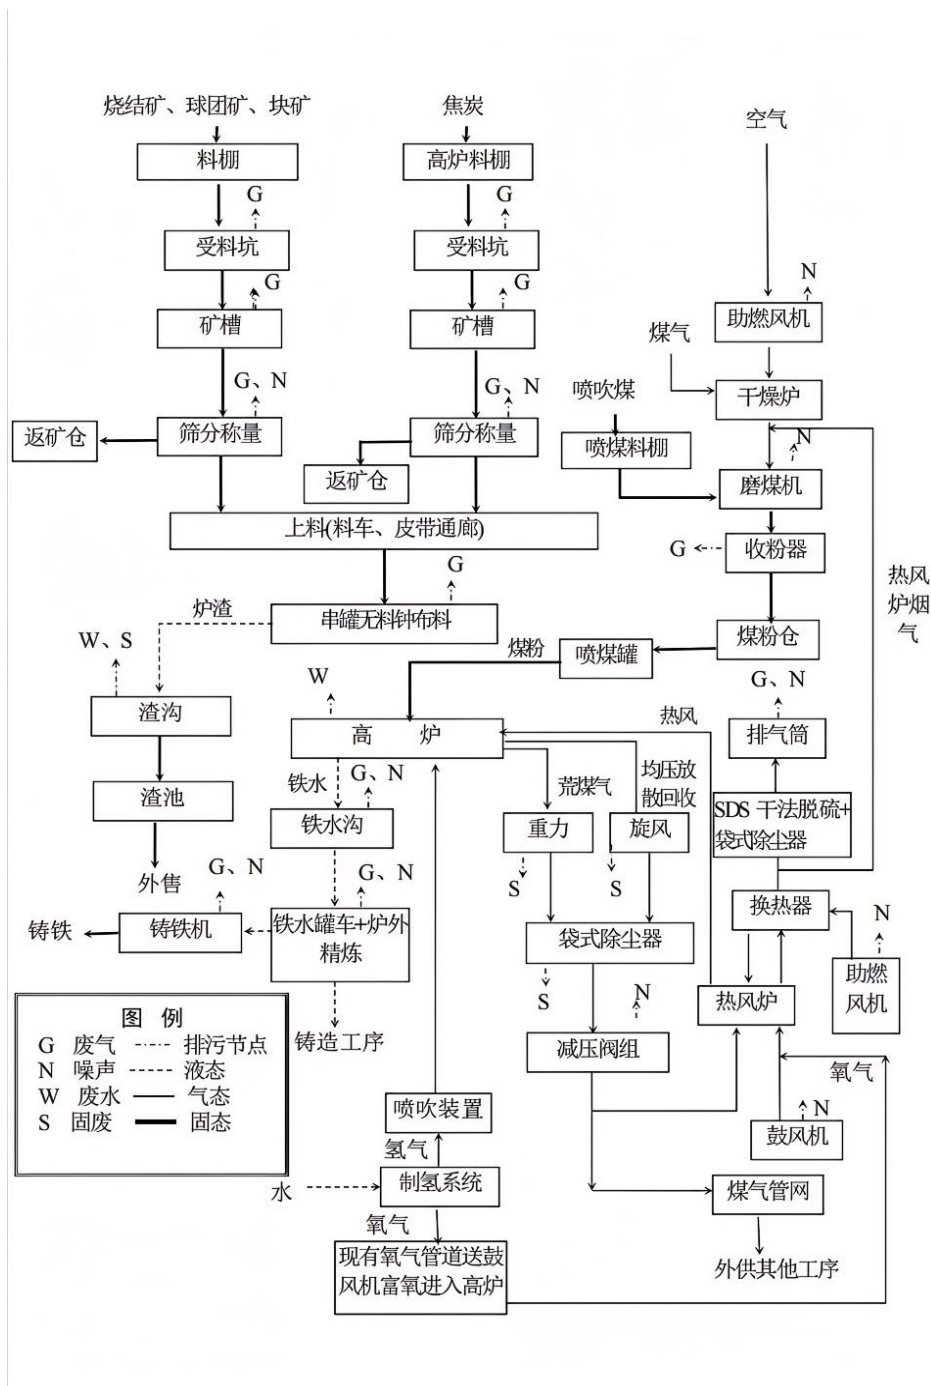 烧结矿、球团矿、块矿
焦炭
空气
料棚
高炉料棚
G
G
受料坑
受料坑
N
G
G
矿槽
矿槽
助燃风机
煤气
G、N
G、N
喷吹煤
干燥炉
返矿仓
筛分称量
筛分称量
喷煤料棚
N
返矿仓
磨煤机
上料(料车、皮带通廊)
G
收粉器
G
热风
炉烟
气
炉渣
串罐无料钟布料
W、S
煤粉
喷煤罐
煤粉仓
W
G、N
渣沟
热风
高 炉
排气筒
铁水
G、N
荒煤气
均压放
散回收
渣池
铁水沟
重力
旋风
SDS 干法脱硫+
袋式除尘器
G、N
G、N
S
S
外售
换热器
N
铸铁
铸铁机
铁水罐车+炉外
精炼
袋式除尘器
助燃
风机
S
N
热风炉
图 例
G 废气 排污节点
N 噪声 液态
W 废水 气态
S 固废 固态
铸造工序
减压阀组
氧气
喷吹装置
N
鼓风机
氢气
水
制氢系统
煤气管网
氧气
现有氧气管道送鼓
风机富氧进入高炉
外供其他工序